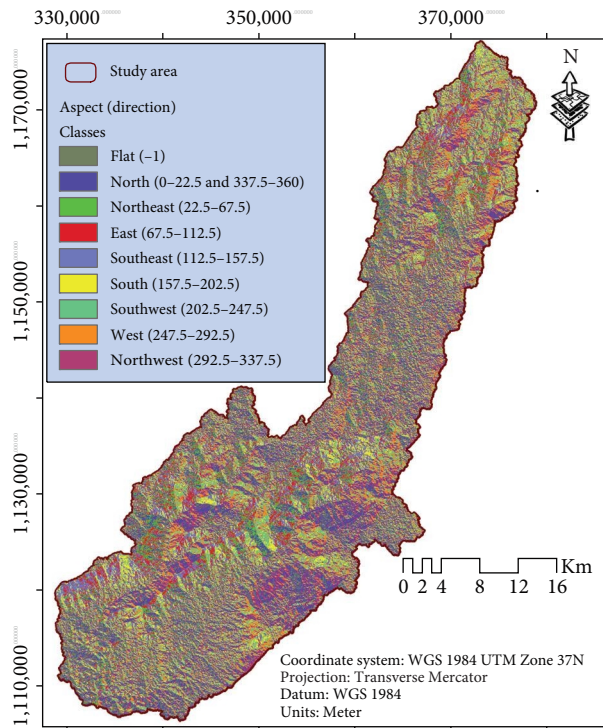 330,000 350,000 370,000
N
1,170,000
1,150,000
1,130,000
1,110,000
Study area
Aspect (direction)
Classes
Flat (–1)
North (0–22.5 and 337.5–360)
Northeast (22.5–67.5)
East (67.5–112.5)
Southeast (112.5–157.5)
South (157.5–202.5)
Southwest (202.5–247.5)
West (247.5–292.5)
Northwest (292.5–337.5)
Km
0 2 4 8 12 16
Coordinate system: WGS 1984 UTM Zone 37N
Projection: Transverse Mercator
Datum: WGS 1984
Units: Meter